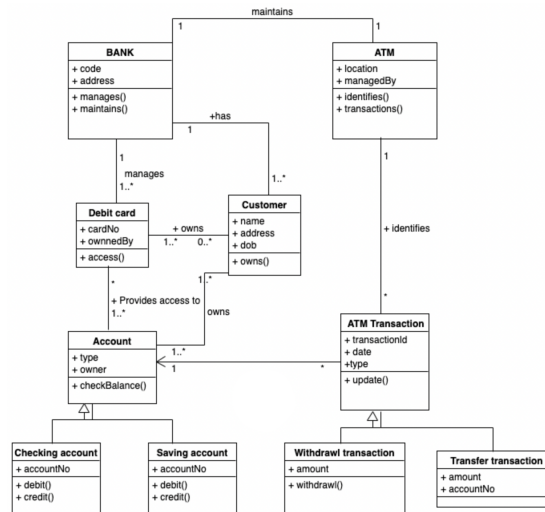 maintains
1
1
BANK
+ code
+ address
+ manages()
+ maintains()
ATM
+ location
+ managedBy
+ identifies()
+ transactions()
+has
1
1
manages
1..*
1..*
1
Debit card
+ cardNo
+ ownnedBy
+ access()
+ owns
1..*
0..*
Customer
+ name
+ address
+ dob
+ owns()
+ identifies
*
+ Provides access to
1..*
1..*
owns
*
Account
+ type
+ owner
+ checkBalance()
1..*
1
*
ATM Transaction
+ transactionId
+ date
+type
+ update()
Checking account
+ accountNo
+ debit()
+ credit()
Saving account
+ accountNo
+ debit()
+ credit()
Withdrawl transaction
+ amount
+ withdrawl()
Transfer transaction
+ amount
+ accountNo